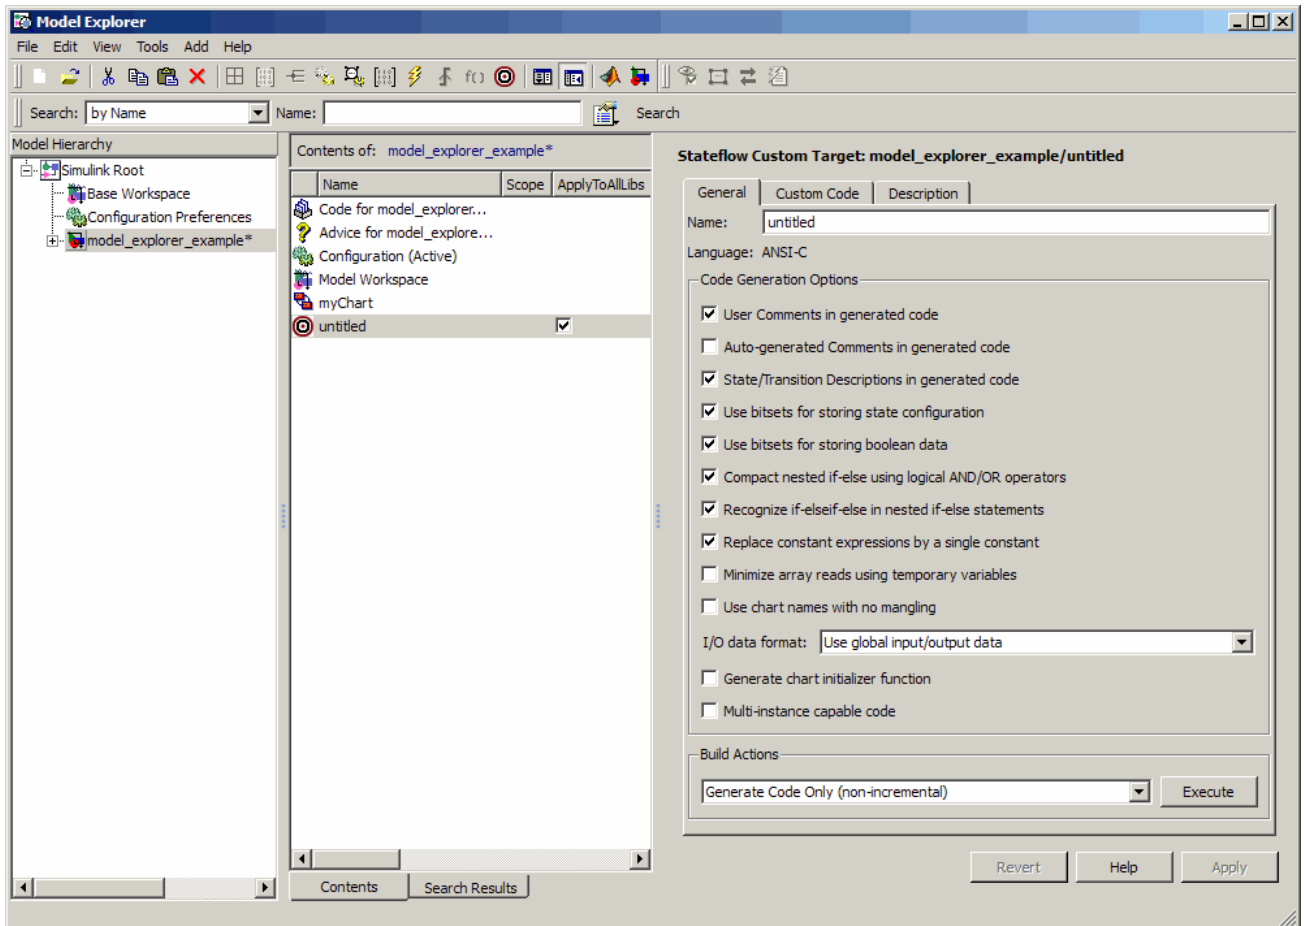 Model Explorer
File Edit View Tools Add Help
f()
Search: by Name Name: Search
Model Hierarchy
Simulink Root
Base Workspace
Configuration Preferences
model_explorer_example*
Contents of: model_explorer_example*
Name Scope ApplyToAllLibs
Code for model_explorer...
Advice for model_explore...
Configuration (Active)
Model Workspace
myChart
untitled
Contents Search Results
Stateflow Custom Target: model_explorer_example/untitled
General Custom Code Description
Name: untitled
Language: ANSI-C
Code Generation Options
User Comments in generated code
Auto-generated Comments in generated code
State/Transition Descriptions in generated code
Use bitsets for storing state configuration
Use bitsets for storing boolean data
Compact nested if-else using logical AND/OR operators
Recognize if-elseif-else in nested if-else statements
Replace constant expressions by a single constant
Minimize array reads using temporary variables
Use chart names with no mangling
I/O data format: Use global input/output data
Generate chart initializer function
Multi-instance capable code
Build Actions
Generate Code Only (non-incremental) Execute
Revert Help Apply